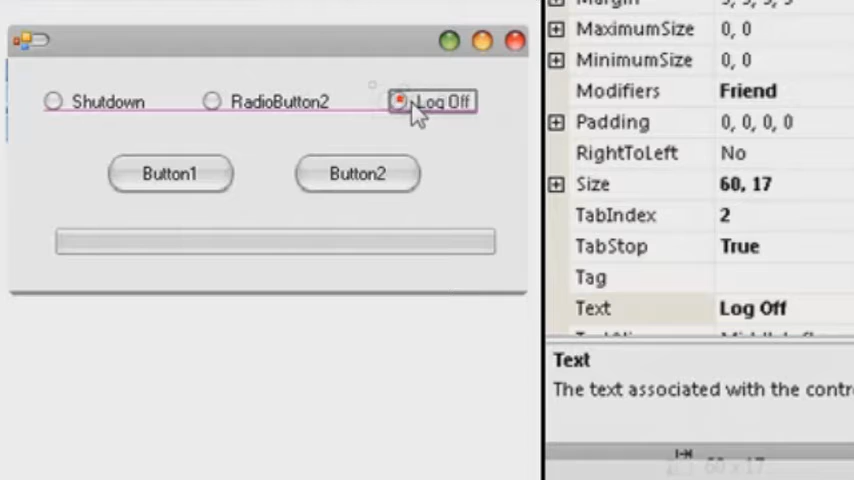 MaximumSize 0, 0
MinimumSize 0, 0
Modifiers Friend
Padding 0, 0, 0, 0
RightToLeft No
Size 60, 17
TabIndex 2
TabStop True
Tag
Text Log Off
Shutdown RadioButton2 Log Off
Button1 Button2
Text
The text associated with the contr
60 x 17